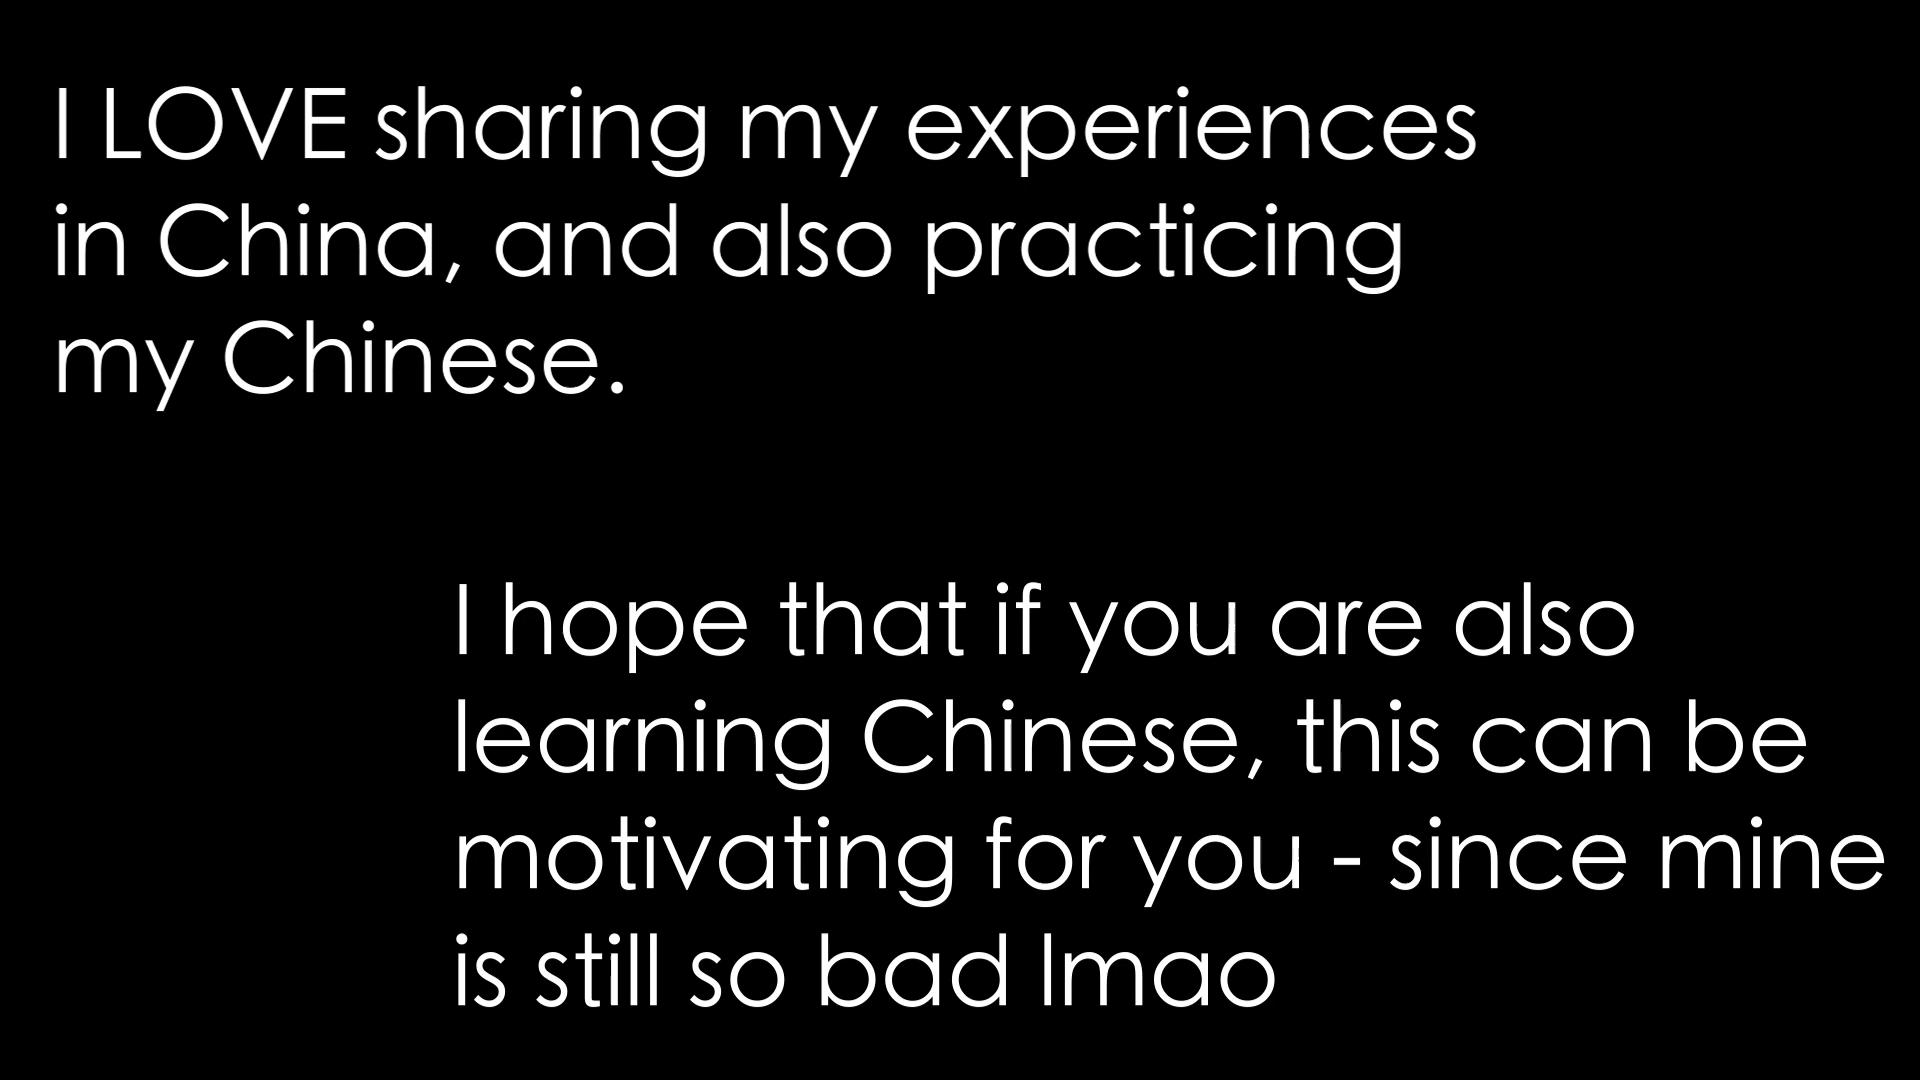 I LOVE sharing my experiences
in China, and also practicing
my Chinese.
I hope that if you are also
learning Chinese, this can be
motivating for you - since mine
is still so bad lmao